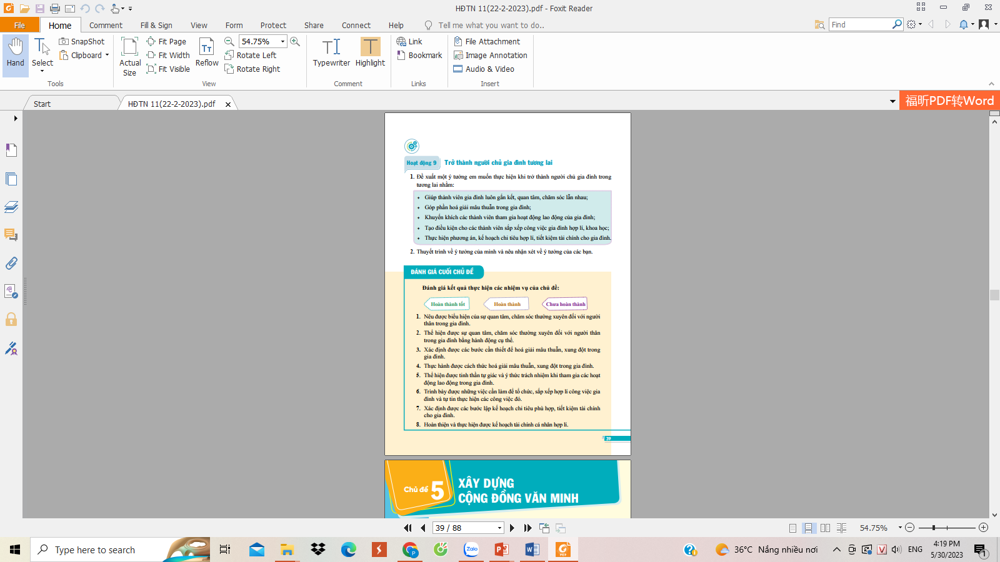 HĐTN 11(22-2-2023).pdf - Foxit Reader
File
Home
Comment
Fill & Sign
View
Form
Protect
Share
Connect
Help
Tell me what you want to do..
Find
Hand
Select
SnapShot
Clipboard
Tools
Actual Size
Fit Page
Fit Width
Fit Visible
Reflow
54.75%
Rotate Left
Rotate Right
View
Typewriter
Highlight
Comment
Link
Bookmark
Links
File Attachment
Image Annotation
Audio & Video
Insert
Start
HĐTN 11(22-2-2023).pdf
福昕PDF转Word
Hoạt động 9 Trở thành người chủ gia đình tương lai
1. Đề xuất một ý tưởng em muốn thực hiện khi trở thành người chủ gia đình trong
tương lai nhằm:
Giúp thành viên gia đình luôn gắn kết, quan tâm, chăm sóc lẫn nhau;
Góp phần hoá giải mâu thuẫn trong gia đình;
Khuyến khích các thành viên tham gia hoạt động lao động của gia đình;
Tạo điều kiện cho các thành viên sắp xếp công việc gia đình hợp lí, khoa học;
Thực hiện phương án, kế hoạch chi tiêu hợp lí, tiết kiệm tài chính cho gia đình.
2. Thuyết trình về ý tưởng của mình và nêu nhận xét về ý tưởng của các bạn.
ĐÁNH GIÁ CUỐI CHỦ ĐỀ
Đánh giá kết quả thực hiện các nhiệm vụ của chủ đề:
Hoàn thành tốt
Hoàn thành
Chưa hoàn thành
1. Nêu được biểu hiện của sự quan tâm, chăm sóc thường xuyên đối với người
thân trong gia đình.
2. Thể hiện được sự quan tâm, chăm sóc thường xuyên đối với người thân
trong gia đình bằng hành động cụ thể.
3. Xác định được các bước cần thiết để hoá giải mâu thuẫn, xung đột trong
gia đình.
4. Thực hành được cách thức hoá giải mâu thuẫn, xung đột trong gia đình.
5. Thể hiện được tinh thần tự giác và ý thức trách nhiệm khi tham gia các hoạt
động lao động trong gia đình.
6. Trình bày được những việc cần làm để tổ chức, sắp xếp hợp lí công việc gia
đình và tự tin thực hiện các công việc đó.
7. Xác định được các bước lập kế hoạch chi tiêu phù hợp, tiết kiệm tài chính
cho gia đình.
8. Hoàn thiện và thực hiện được kế hoạch tài chính cá nhân hợp lí.
39
Chủ đề 5
XÂY DỰNG
CỘNG ĐỒNG VĂN MINH
39 / 88
54.75%
Type here to search
Zalo
36°C Nắng nhiều nơi
ENG
4:19 PM
5/30/2023
1